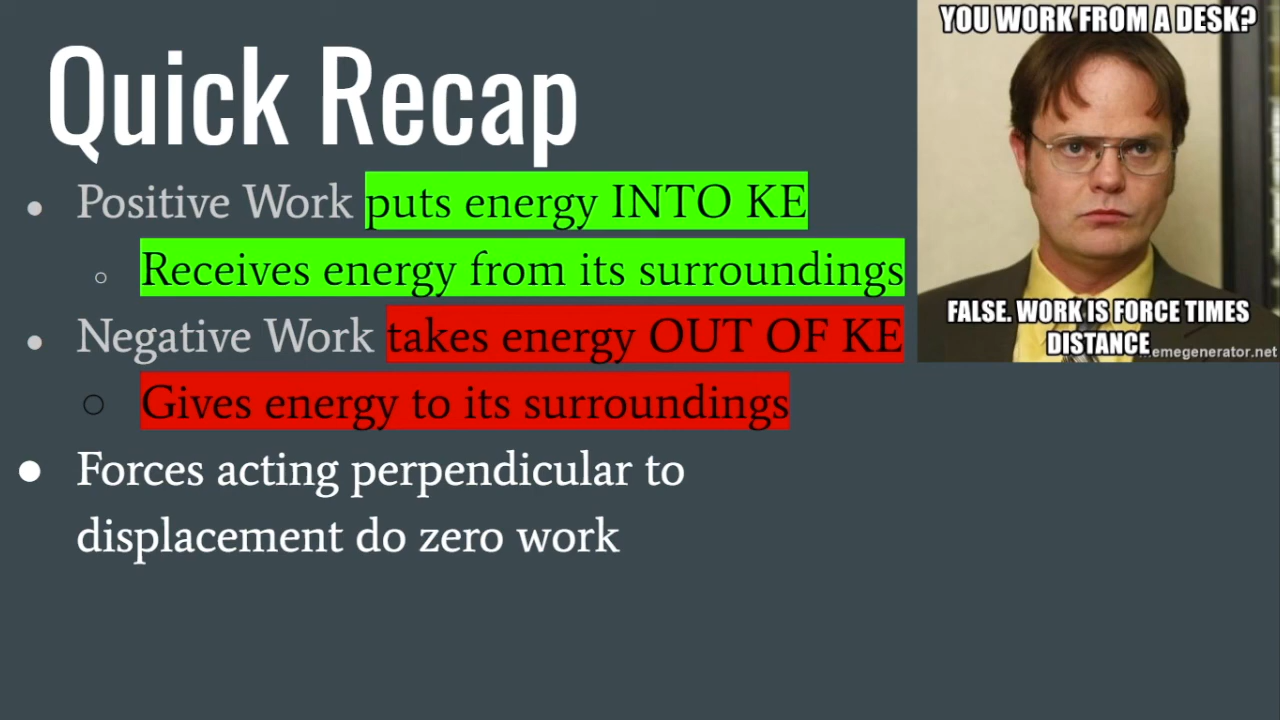 Quick Recap
• Positive Work puts energy INTO KE
○ Receives energy from its surroundings
• Negative Work takes energy OUT OF KE
○ Gives energy to its surroundings
• Forces acting perpendicular to
displacement do zero work
YOU WORK FROM A DESK?
FALSE. WORK IS FORCE TIMES
DISTANCE
emegenerator.net